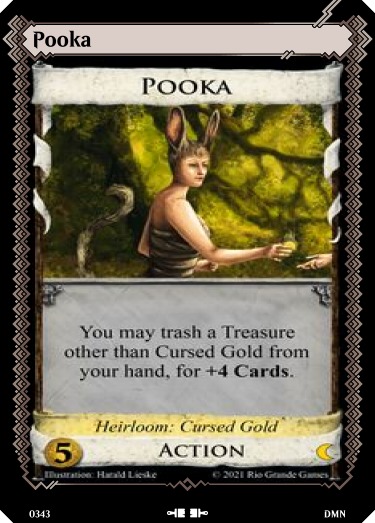 Pooka
POOKA
You may trash a Treasure
other than Cursed Gold from
your hand, for +4 Cards.
Heirloom: Cursed Gold
5 ACTION
Illustration: Harald Lieske © 2021 Rio Grande Games
0343 DMN